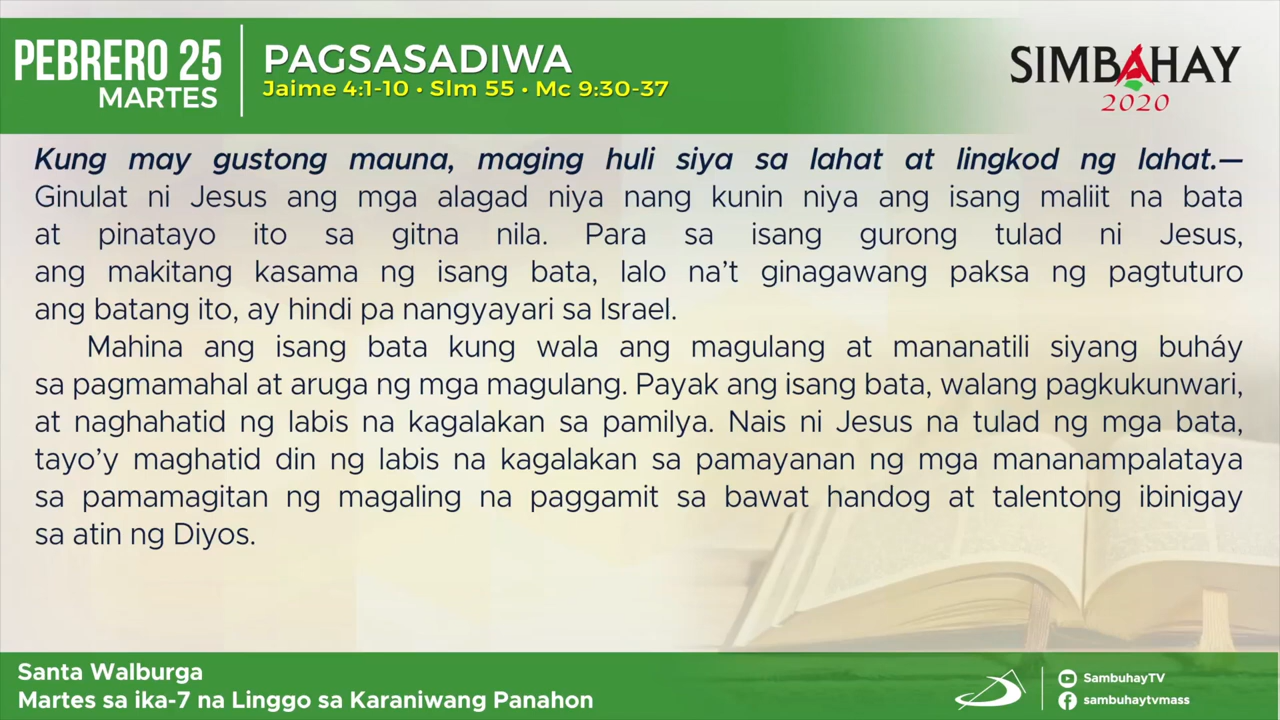 PEBRERO 25
MARTES
PAGSASADIWA
Jaime 4:1-10 • Slm 55 • Mc 9:30-37
SIMBAHAY
2020
Kung may gustong mauna, maging huli siya sa lahat at lingkod ng lahat.—
Ginulat ni Jesus ang mga alagad niya nang kunin niya ang isang maliit na bata
at pinatayo ito sa gitna nila. Para sa isang gurong tulad ni Jesus,
ang makitang kasama ng isang bata, lalo na't ginagawang paksa ng pagtuturo
ang batang ito, ay hindi pa nangyayari sa Israel.
Mahina ang isang bata kung wala ang magulang at mananatili siyang buháy
sa pagmamahal at aruga ng mga magulang. Payak ang isang bata, walang pagkukunwari,
at naghahatid ng labis na kagalakan sa pamilya. Nais ni Jesus na tulad ng mga bata,
tayo'y maghatid din ng labis na kagalakan sa pamayanan ng mga mananampalataya
sa pamamagitan ng magaling na paggamit sa bawat handog at talentong ibinigay
sa atin ng Diyos.
Santa Walburga
Martes sa ika-7 na Linggo sa Karaniwang Panahon
SambuhayTV
sambuhaytvmass